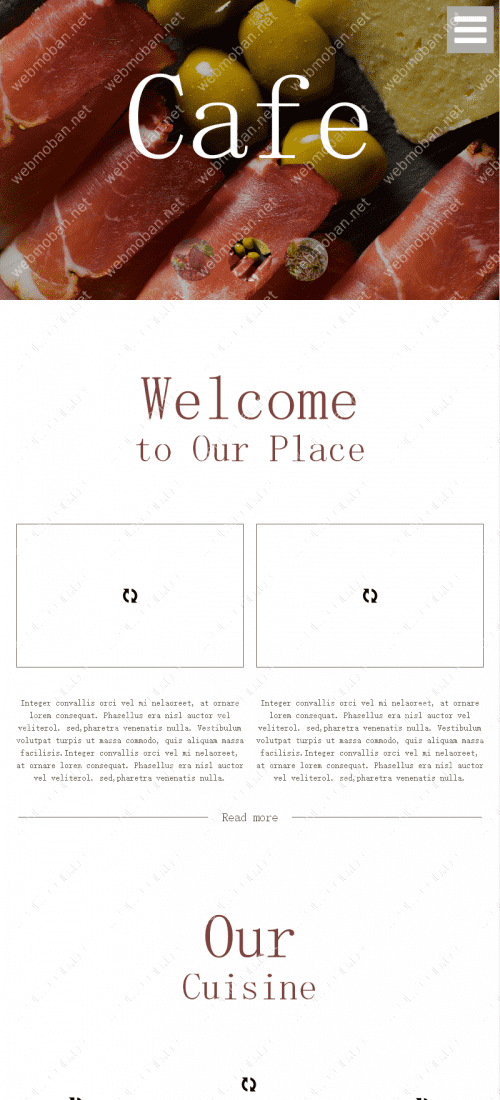 Cafe
Welcome
to Our Place
Integer convallis orci vel mi nelaoreet, at ornare
lorem consequat. Phasellus era nisl auctor vel
veliterol. sed,pharetra venenatis nulla. Vestibulum
volutpat turpis ut massa commodo, quis aliquam massa
facilisis.Integer convallis orci vel mi nelaoreet,
at ornare lorem consequat. Phasellus era nisl auctor
vel veliterol. sed,pharetra venenatis nulla.
Integer convallis orci vel mi nelaoreet, at ornare
lorem consequat. Phasellus era nisl auctor vel
veliterol. sed,pharetra venenatis nulla. Vestibulum
volutpat turpis ut massa commodo, quis aliquam massa
facilisis.Integer convallis orci vel mi nelaoreet,
at ornare lorem consequat. Phasellus era nisl auctor
vel veliterol. sed,pharetra venenatis nulla.
Read more
Our
Cuisine
webmoban.net